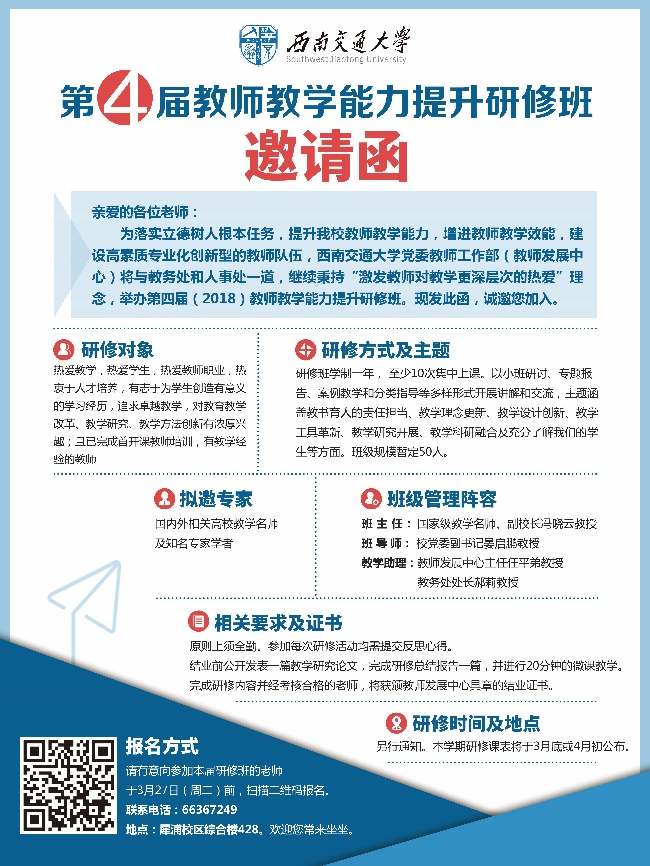 西南交通大学
Southwest Jiaotong University
第4届教师教学能力提升研修班
邀请函
亲爱的各位老师：
为落实立德树人根本任务，提升我校教师教学能力，增进教师教学效能，建
设高素质专业化创新型的教师队伍，西南交通大学党委教师工作部（教师发展中
心）将与教务处和人事处一道，继续秉持“激发教师对教学更深层次的热爱”理
念，举办第四届（2018）教师教学能力提升研修班。现发此函，诚邀您加入。
研修对象
热爱教学，热爱学生，热爱教师职业，热
衷于人才培养，有志于为学生创造有意义
的学习经历，追求卓越教学，对教育教学
改革、教学研究、教学方法创新有浓厚兴
趣；且已完成首开课教师培训，有教学经
验的教师
研修方式及主题
研修班学制一年，至少10次集中上课。以小班研讨、专题报
告、案例教学和分类指导等多样形式开展讲解和交流，主题涵
盖教书育人的责任担当、教学理念更新、教学设计创新、教学
工具革新、教学研究开展、教学科研融合及充分了解我们的学
生等方面。班级规模暂定50人。
拟邀专家
国内外相关高校教学名师
及知名专家学者
班级管理阵容
班 主 任：国家级教学名师、副校长冯晓云教授
班 导 师：校党委副书记晏启鹏教授
教学助理：教师发展中心主任任平弟教授
教务处处长郝莉教授
相关要求及证书
原则上须全勤。参加每次研修活动均需提交反思心得。
结业前公开发表一篇教学研究论文，完成研修总结报告一篇，并进行20分钟的微课教学。
完成研修内容并经考核合格的老师，将获颁教师发展中心具章的结业证书。
研修时间及地点
另行通知。本学期研修课表将于3月底或4月初公布。
报名方式
请有意向参加本届研修班的老师
于3月27日（周二）前，扫描二维码报名。
联系电话：66367249
地点：犀浦校区综合楼428。欢迎您常来坐坐。